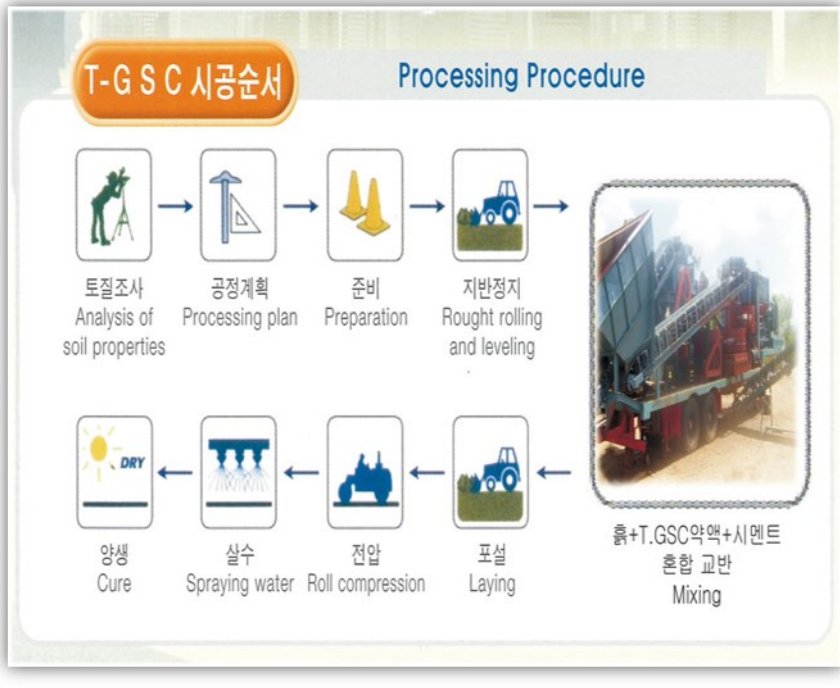 T-G S C 시공순서
Processing Procedure
토질조사
Analysis of
soil properties
공정계획
Processing plan
준비
Preparation
지반정지
Rought rolling
and leveling
흙+T.GSC약액+시멘트
혼합 교반
Mixing
포설
Laying
전압
Roll compression
살수
Spraying water
DRY
양생
Cure